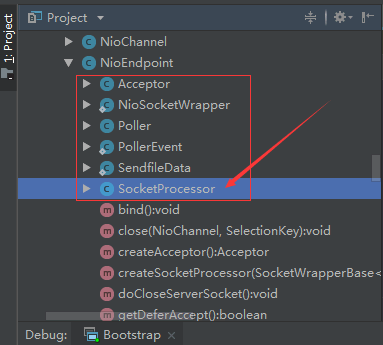 1: Project
Project
NioChannel
NioEndpoint
Acceptor
NioSocketWrapper
Poller
PollerEvent
SendfileData
SocketProcessor
bind():void
close(NioChannel, SelectionKey):void
createAcceptor():Acceptor
createSocketProcessor(SocketWrapperBase<
doCloseServerSocket():void
getDeferAccept():boolean
Debug: Bootstrap